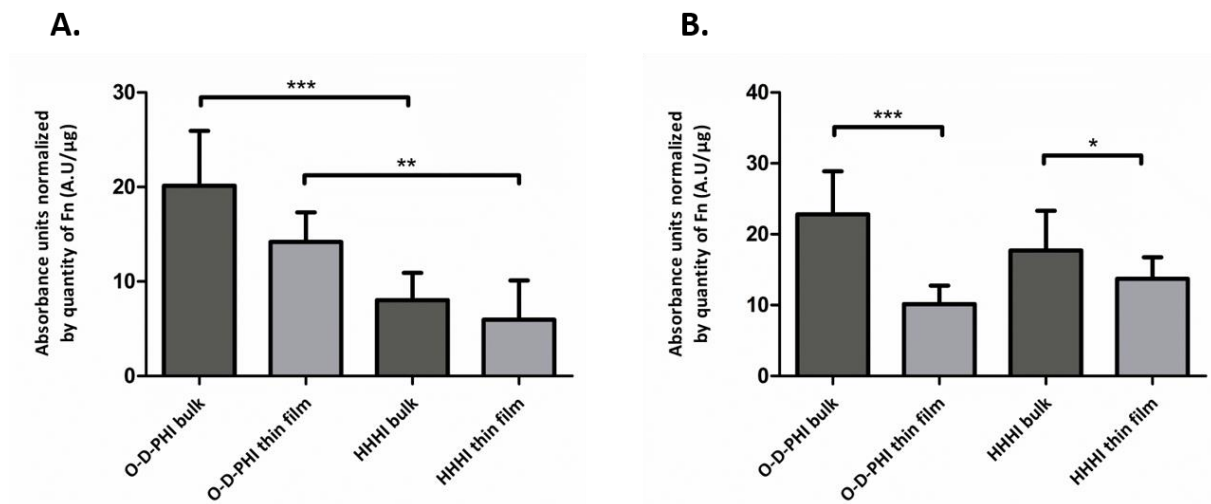 A.
Absorbance units normalized
by quantity of Fn (A.U/µg)
30
20
10
0
***
**
O-D-PHI bulk
O-D-PHI thin film
HHHI bulk
HHHI thin film
B.
Absorbance units normalized
by quantity of Fn (A.U/µg)
40
30
20
10
0
***
*
O-D-PHI bulk
O-D-PHI thin film
HHHI bulk
HHHI thin film